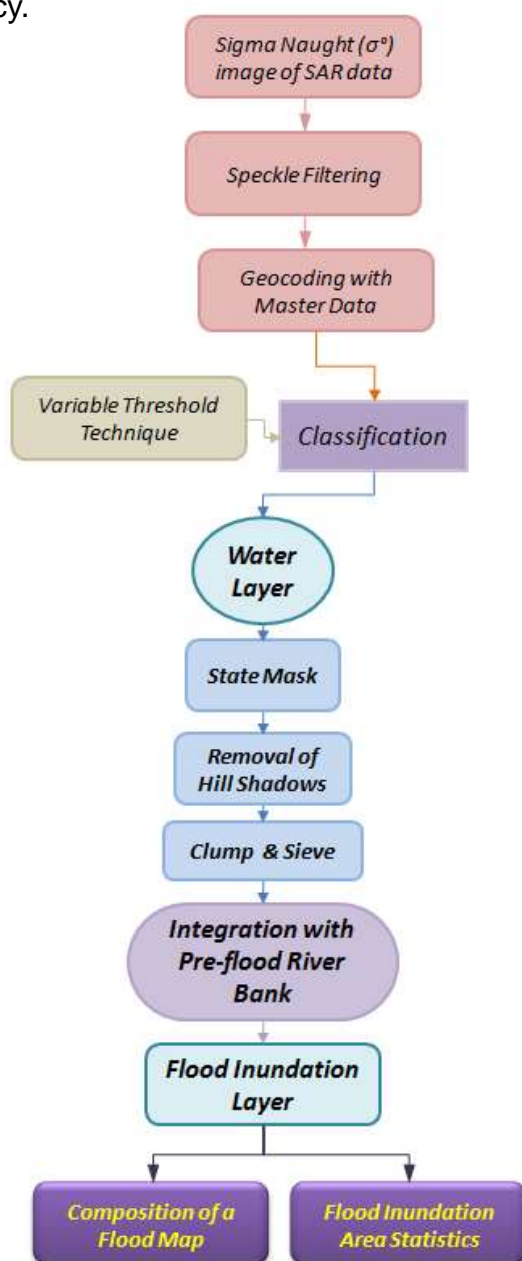 cy.
Sigma Naught (σ°)
image of SAR data
Speckle Filtering
Geocoding with
Master Data
Variable Threshold
Technique
Classification
Water
Layer
State Mask
Removal of
Hill Shadows
Clump & Sieve
Integration with
Pre-flood River
Bank
Flood Inundation
Layer
Composition of a
Flood Map
Flood Inundation
Area Statistics